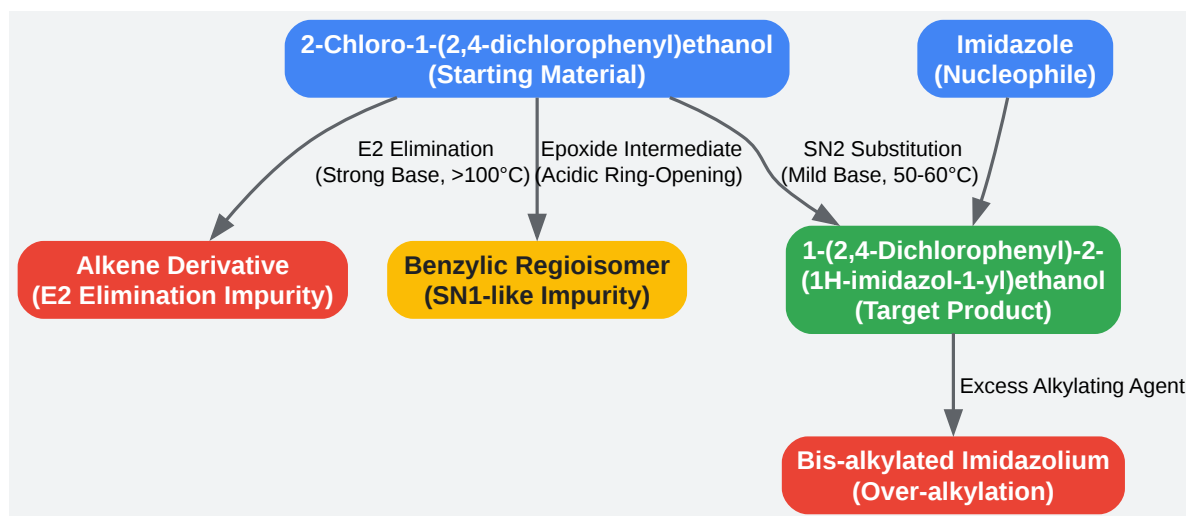 2-Chloro-1-(2,4-dichlorophenyl)ethanol
(Starting Material)
Imidazole
(Nucleophile)
E2 Elimination
(Strong Base, >100°C)
Epoxide Intermediate
(Acidic Ring-Opening)
SN2 Substitution
(Mild Base, 50-60°C)
Alkene Derivative
(E2 Elimination Impurity)
Benzylic Regioisomer
(SN1-like Impurity)
1-(2,4-Dichlorophenyl)-2-
(1H-imidazol-1-yl)ethanol
(Target Product)
Excess Alkylating Agent
Bis-alkylated Imidazolium
(Over-alkylation)